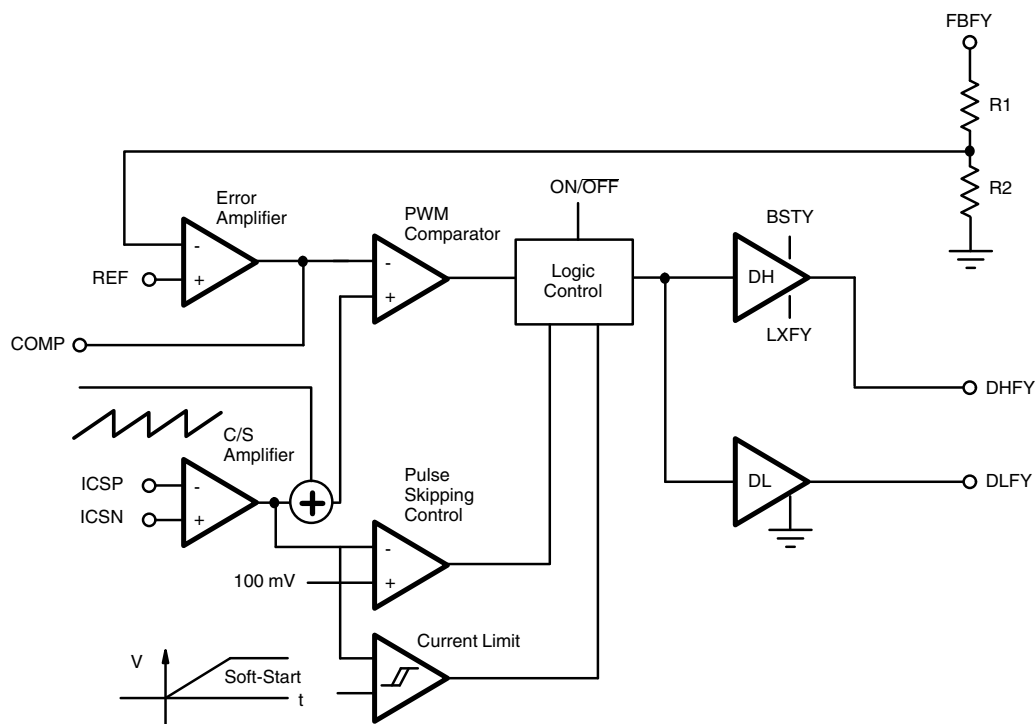 FBFY
R1
R2
ON/OFF
Error
Amplifier
PWM
Comparator
BSTY
-
REF
+
-
+
Logic
Control
DH
LXFY
COMP
DHFY
C/S
Amplifier
ICSP
-
ICSN
+
+
Pulse
Skipping
Control
DL
DLFY
-
100 mV
+
Current Limit
V
Soft-Start
t